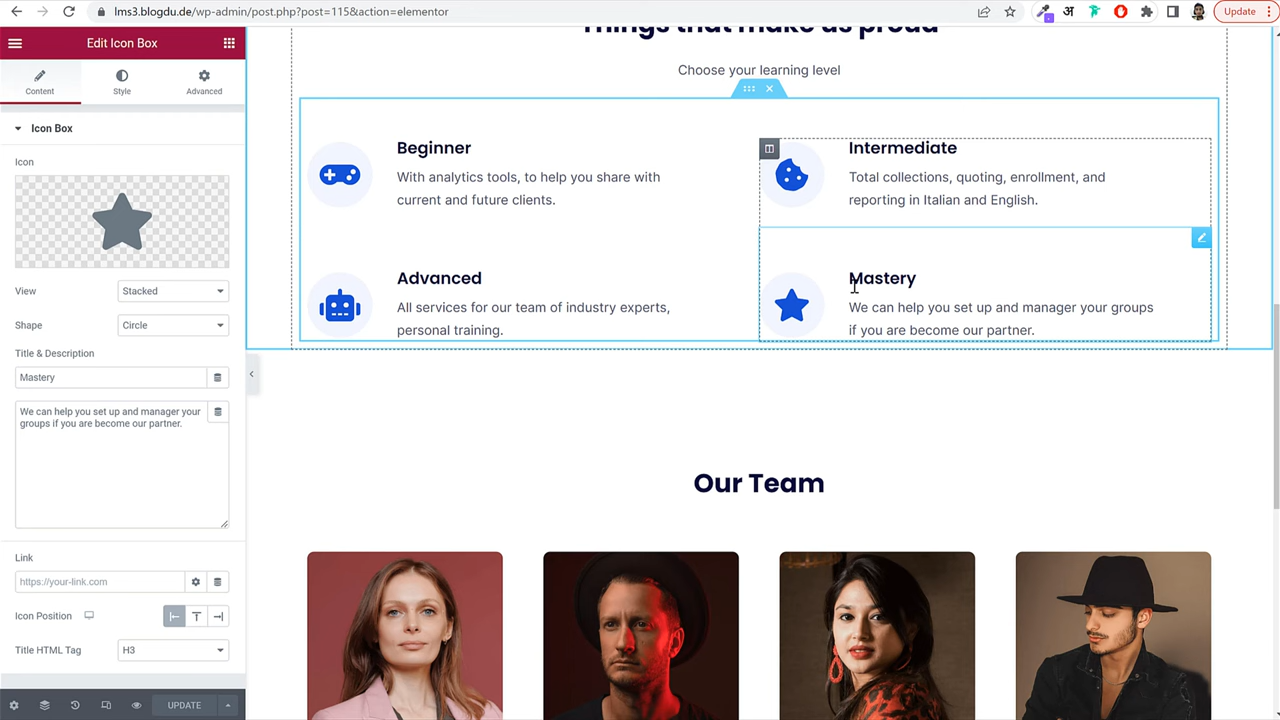 lms3.blogdu.de/wp-admin/post.php?post=115&action=elementor
अ
Update
Edit Icon Box
Content
Style
Advanced
Icon Box
Icon
View
Stacked
Shape
Circle
Title & Description
Mastery
We can help you set up and manager your
groups if you are become our partner.
Link
https://your-link.com
Icon Position
Title HTML Tag
H3
UPDATE
Things that make us proud
Choose your learning level
Beginner
With analytics tools, to help you share with
current and future clients.
Intermediate
Total collections, quoting, enrollment, and
reporting in Italian and English.
Advanced
All services for our team of industry experts,
personal training.
Mastery
We can help you set up and manager your groups
if you are become our partner.
Our Team